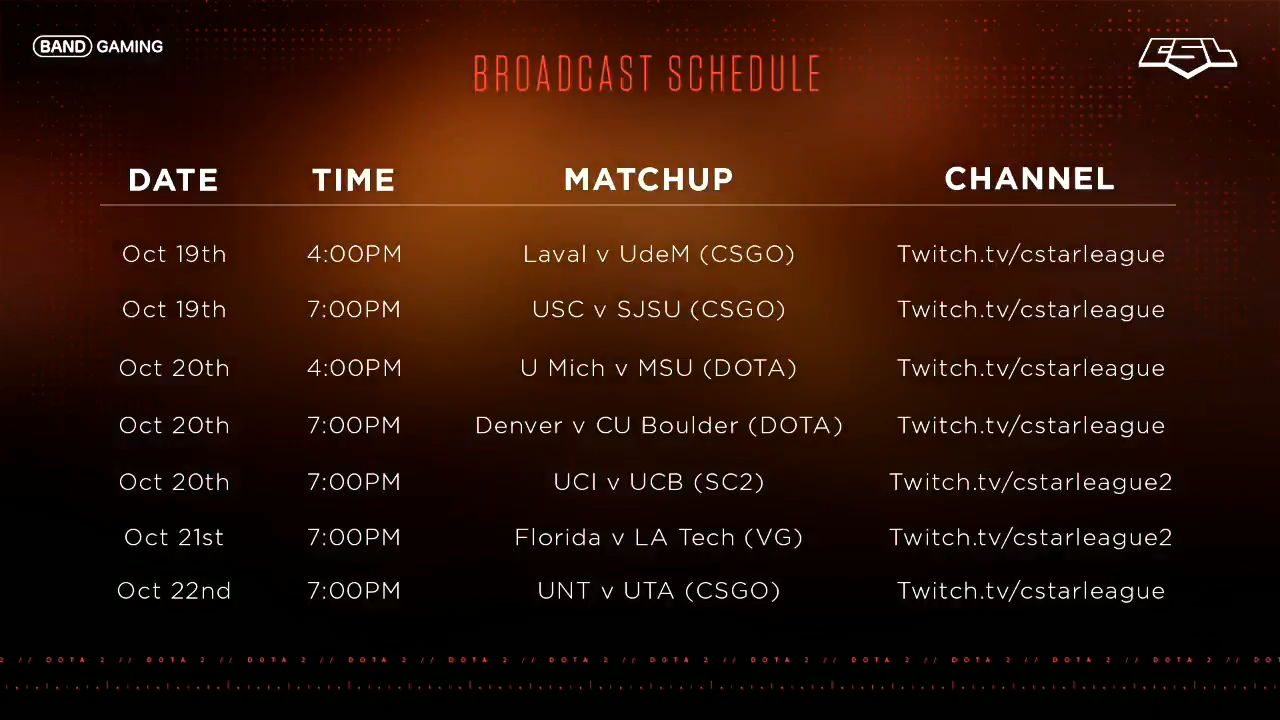 BAND GAMING
CSL
BROADCAST SCHEDULE
DATE TIME MATCHUP CHANNEL
Oct 19th 4:00PM Laval v UdeM (CSGO) Twitch.tv/cstarleague
Oct 19th 7:00PM USC v SJSU (CSGO) Twitch.tv/cstarleague
Oct 20th 4:00PM U Mich v MSU (DOTA) Twitch.tv/cstarleague
Oct 20th 7:00PM Denver v CU Boulder (DOTA) Twitch.tv/cstarleague
Oct 20th 7:00PM UCI v UCB (SC2) Twitch.tv/cstarleague2
Oct 21st 7:00PM Florida v LA Tech (VG) Twitch.tv/cstarleague2
Oct 22nd 7:00PM UNT v UTA (CSGO) Twitch.tv/cstarleague
2 // DOTA 2 // DOTA 2 // DOTA 2 // DOTA 2 // DOTA 2 // DOTA 2 // DOTA 2 // DOTA 2 // DOTA 2 // DOTA 2 // DOTA 2 // DOTA 2 // DO